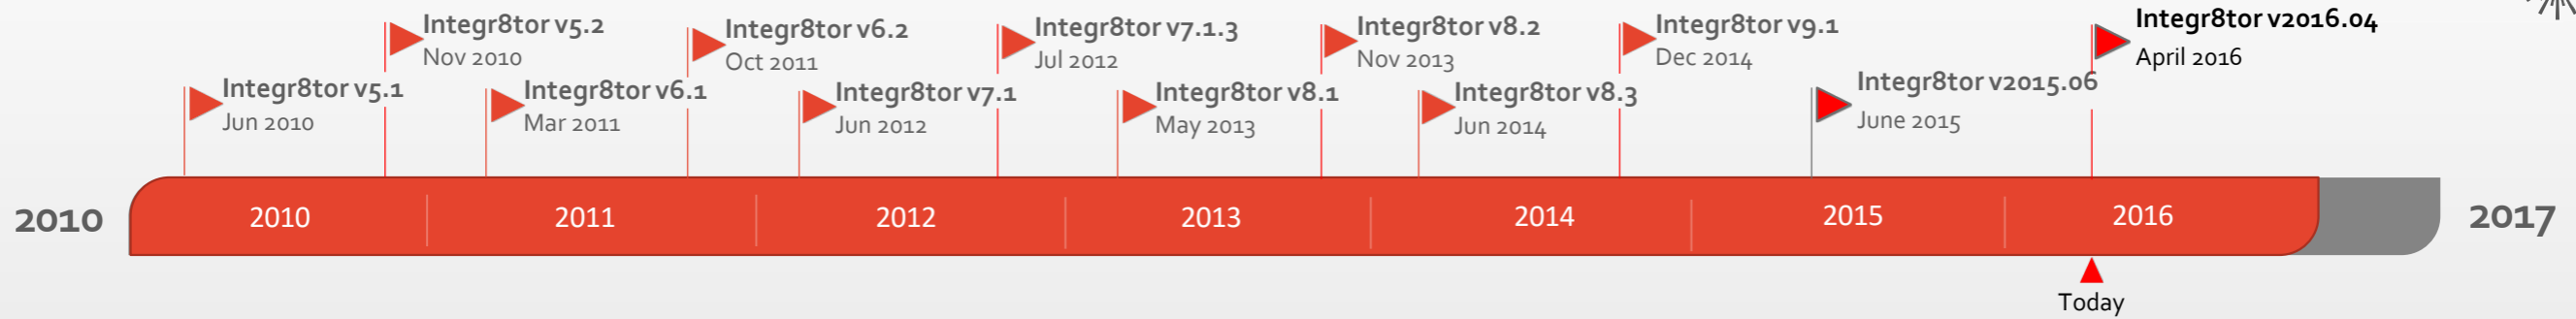 Integr8tor v5.1
Jun 2010
Integr8tor v5.2
Nov 2010
Integr8tor v6.1
Mar 2011
Integr8tor v6.2
Oct 2011
Integr8tor v7.1
Jun 2012
Integr8tor v7.1.3
Jul 2012
Integr8tor v8.1
May 2013
Integr8tor v8.2
Nov 2013
Integr8tor v8.3
Jun 2014
Integr8tor v9.1
Dec 2014
Integr8tor v2015.06
June 2015
Integr8tor v2016.04
April 2016
2010
2010
2011
2012
2013
2014
2015
2016
2017
Today